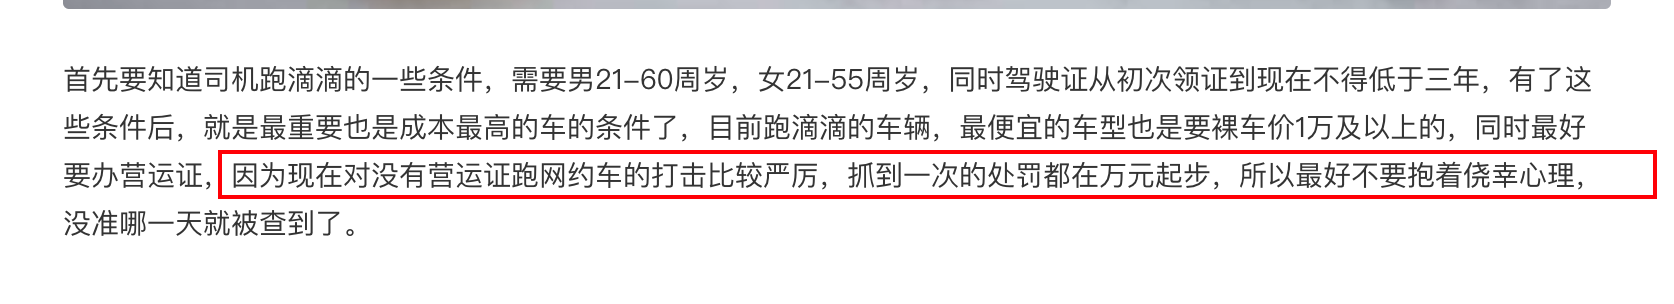 首先要知道司机跑滴滴的一些条件，需要男21-60周岁，女21-55周岁，同时驾驶证从初次领证到现在不得低于三年，有了这
些条件后，就是最重要也是成本最高的车的条件了，目前跑滴滴的车辆，最便宜的车型也是要裸车价1万及以上的，同时最好
要办营运证，因为现在对没有营运证跑网约车的打击比较严厉，抓到一次的处罚都在万元起步，所以最好不要抱着侥幸心理，
没准哪一天就被查到了。